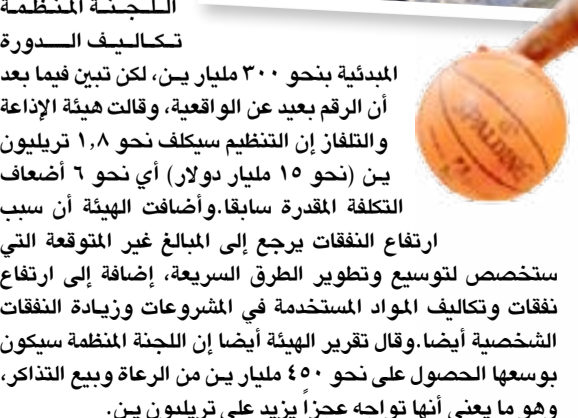 اللجنة المنظمة
تكاليف الدورة
المبدئية بنحو ٣٠٠ مليار ين، لكن تبين فيما بعد
أن الرقم بعيد عن الواقعية، وقالت هيئة الإذاعة
والتلفاز إن التنظيم سيكلف نحو ١,٨ تريليون
ين (نحو ١٥ مليار دولار) أي نحو ٦ أضعاف
التكلفة المقدرة سابقا.وأضافت الهيئة أن سبب
ارتفاع النفقات يرجع إلى المبالغ غير المتوقعة التي
ستخصص لتوسيع وتطوير الطرق السريعة، إضافة إلى ارتفاع
نفقات وتكاليف المواد المستخدمة في المشروعات وزيادة النفقات
الشخصية أيضا.وقال تقرير الهيئة أيضا إن اللجنة المنظمة سيكون
بوسعها الحصول على نحو ٤٥٠ مليار ين من الرعاة وبيع التذاكر،
وهو ما يعني أنها تواجه عجزاً يزيد على تريليون ين.
SPALDING